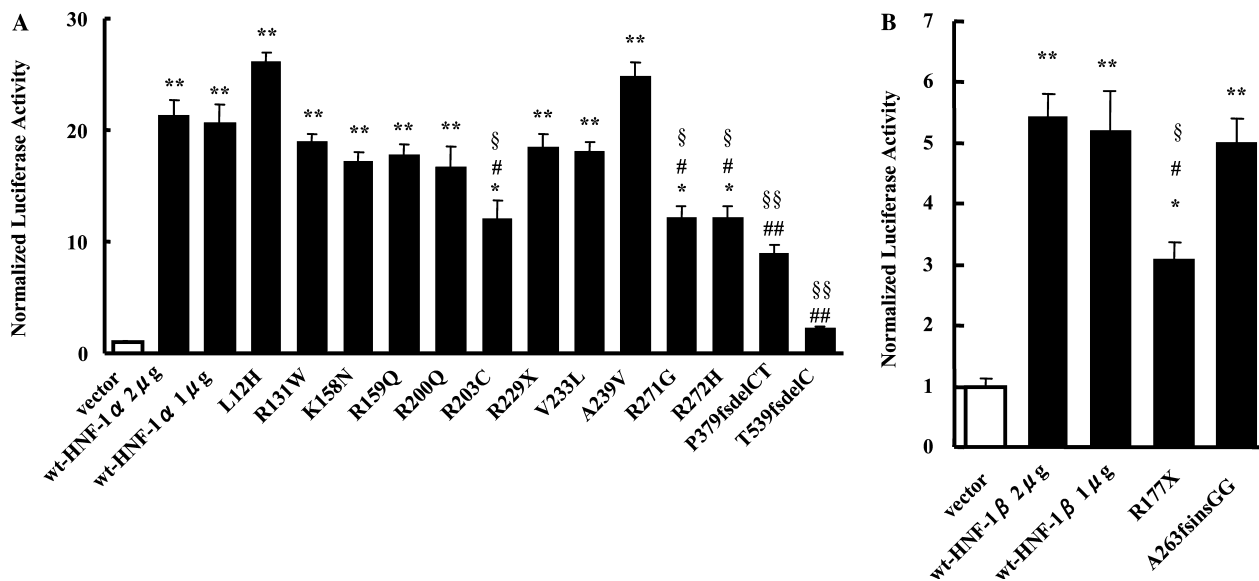 A
Normalized Luciferase Activity
30
20
10
0
**
**
**
**
**
**
**
§
#
*
**
**
**
§
#
*
§
#
*
§§
##
§§
##
vector
wt-HNF-1α 2μg
wt-HNF-1α 1μg
L12H
R131W
K158N
R159Q
R200Q
R203C
R229X
V233L
A239V
R271G
R272H
P379fsdelCT
T539fsdelC
B
Normalized Luciferase Activity
7
6
5
4
3
2
1
0
**
**
§
#
*
**
vector
wt-HNF-1β 2μg
wt-HNF-1β 1μg
R177X
A263fsinsGG